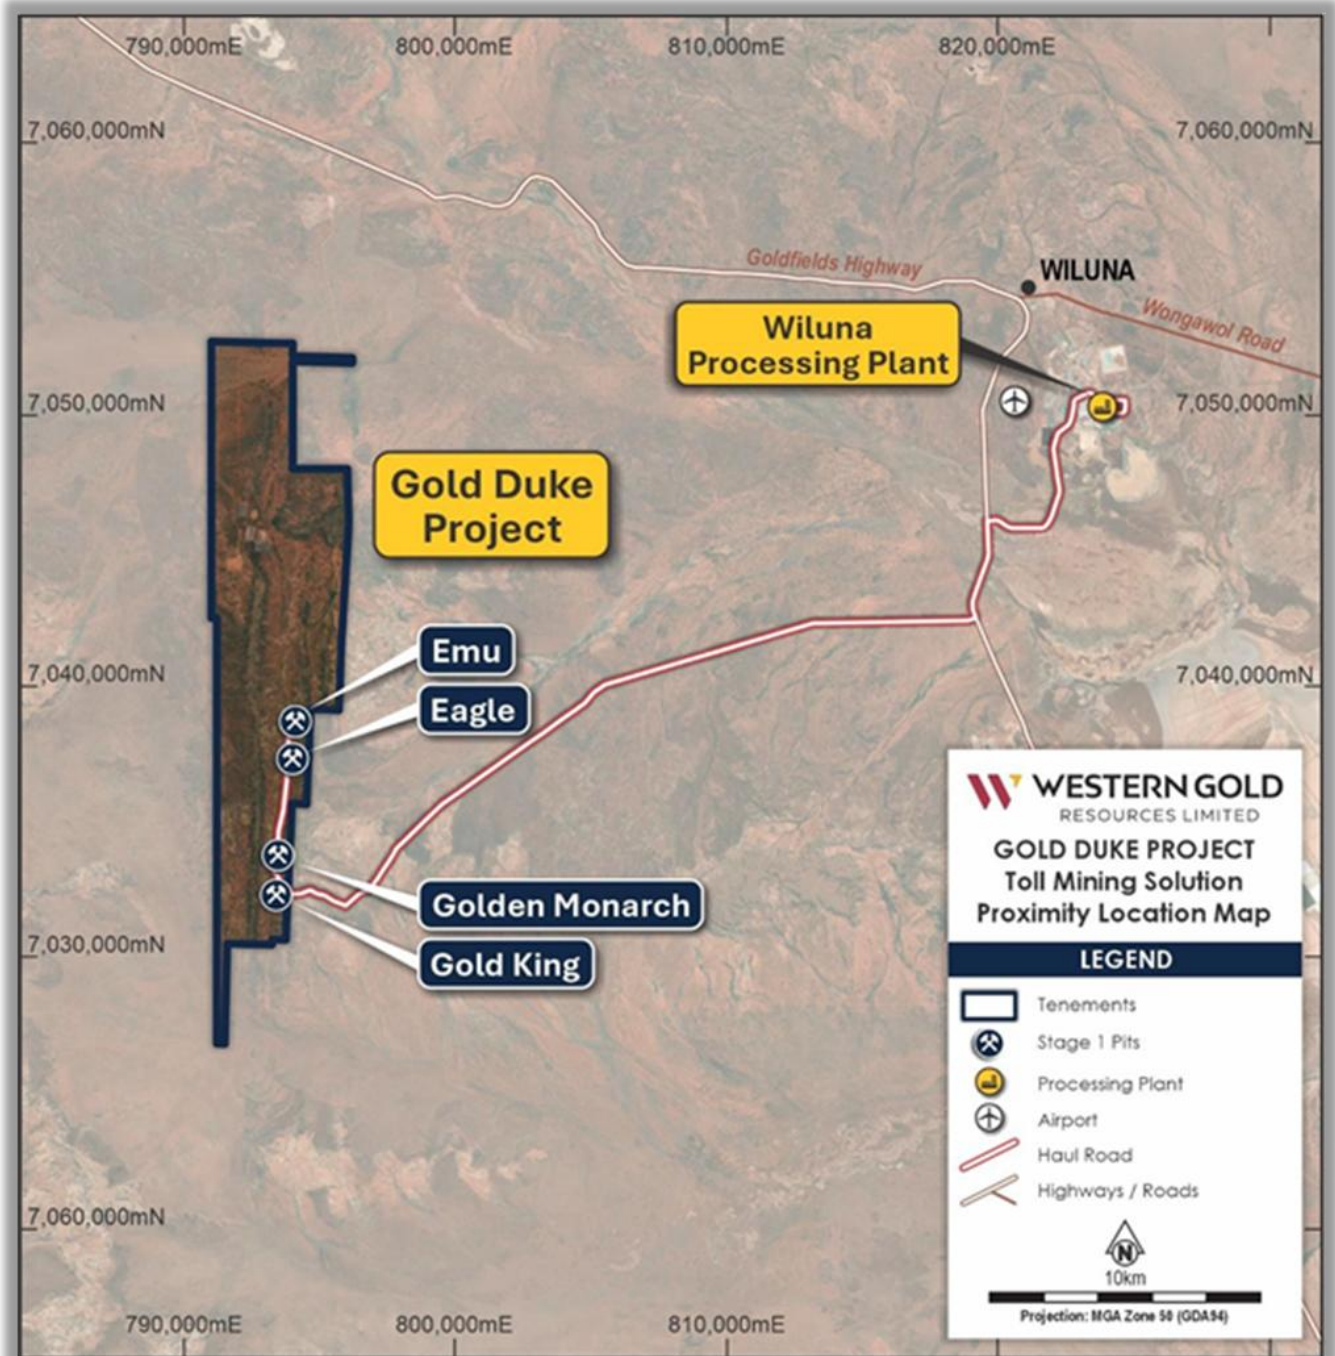 790,000mE
800,000mE
810,000mE
820,000mE
7,060,000mN
7,060,000mN
Goldfields Highway
WILUNA
Wongawol Road
Wiluna
Processing Plant
7,050,000mN
7,050,000mN
Gold Duke
Project
Emu
7,040,000mN
7,040,000mN
Eagle
Golden Monarch
7,030,000mN
Gold King
WESTERN GOLD
RESOURCES LIMITED
GOLD DUKE PROJECT
Toll Mining Solution
Proximity Location Map
LEGEND
Tenements
Stage 1 Pits
Processing Plant
Airport
Haul Road
Highways / Roads
N
10km
Projection: MGA Zone 50 (GDA94)
7,060,000mN
790,000mE
800,000mE
810,000mE